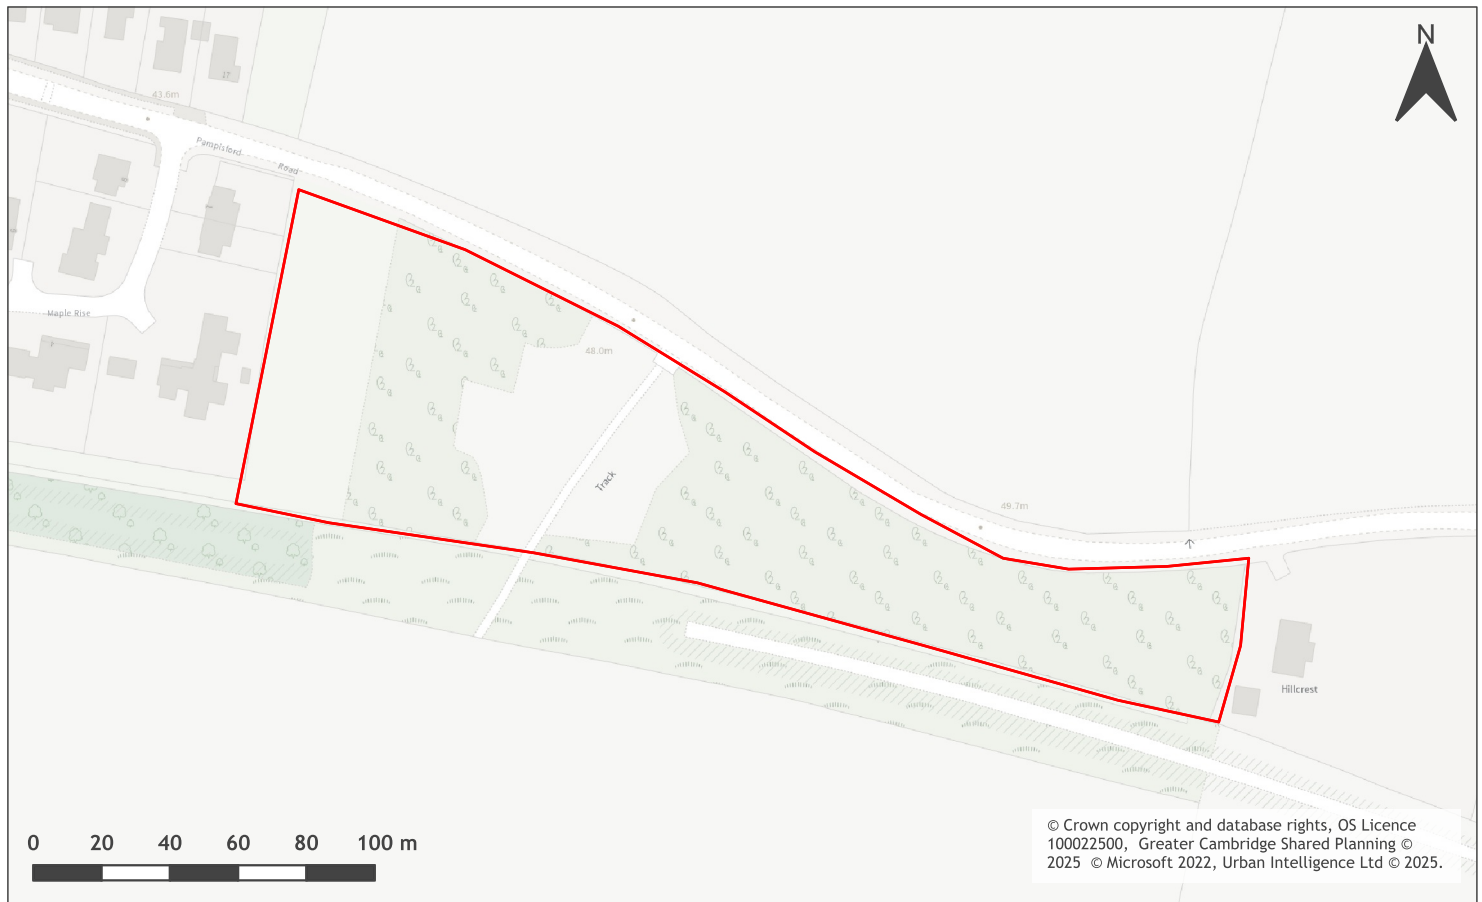 N
17
43.6m
Pamplsford
Road
Maple Rise
48.0m
Track
49.7m
Hillcrest
0 20 40 60 80 100 m
© Crown copyright and database rights, OS Licence
100022500, Greater Cambridge Shared Planning ©
2025 © Microsoft 2022, Urban Intelligence Ltd © 2025.